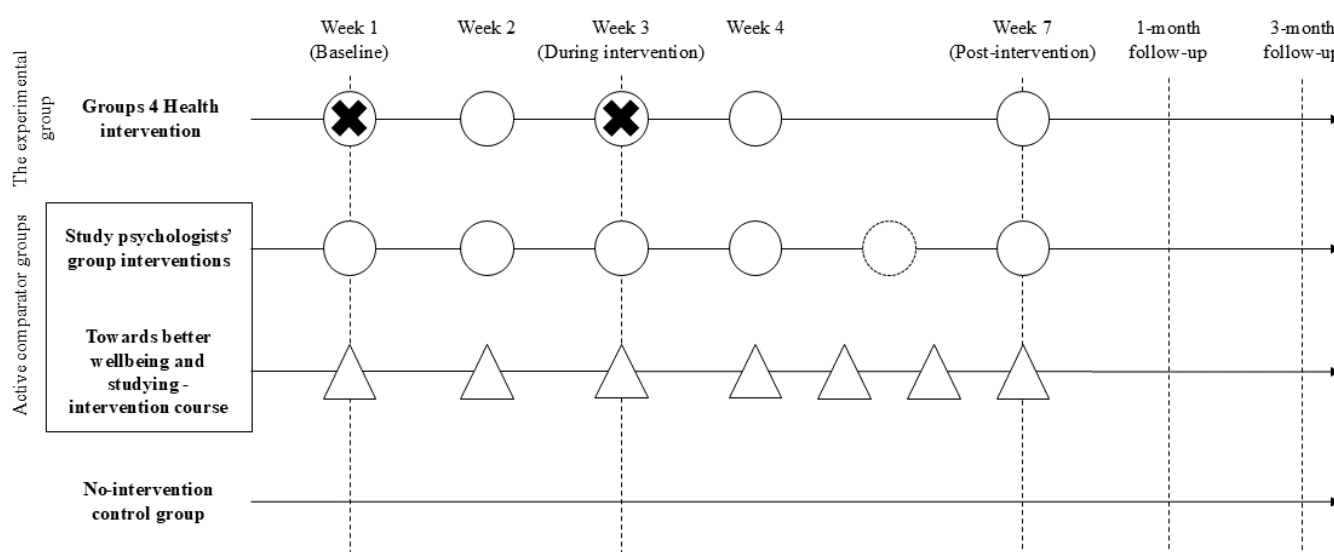 Week 1
(Baseline)
Week 2
Week 3
(During intervention)
Week 4
Week 7
(Post-intervention)
1-month
follow-up
3-month
follow-up
The experimental
group
Groups 4 Health
intervention
Active comparator groups
Study psychologists’
group interventions
Towards better
wellbeing and
studying -
intervention course
No-intervention
control group